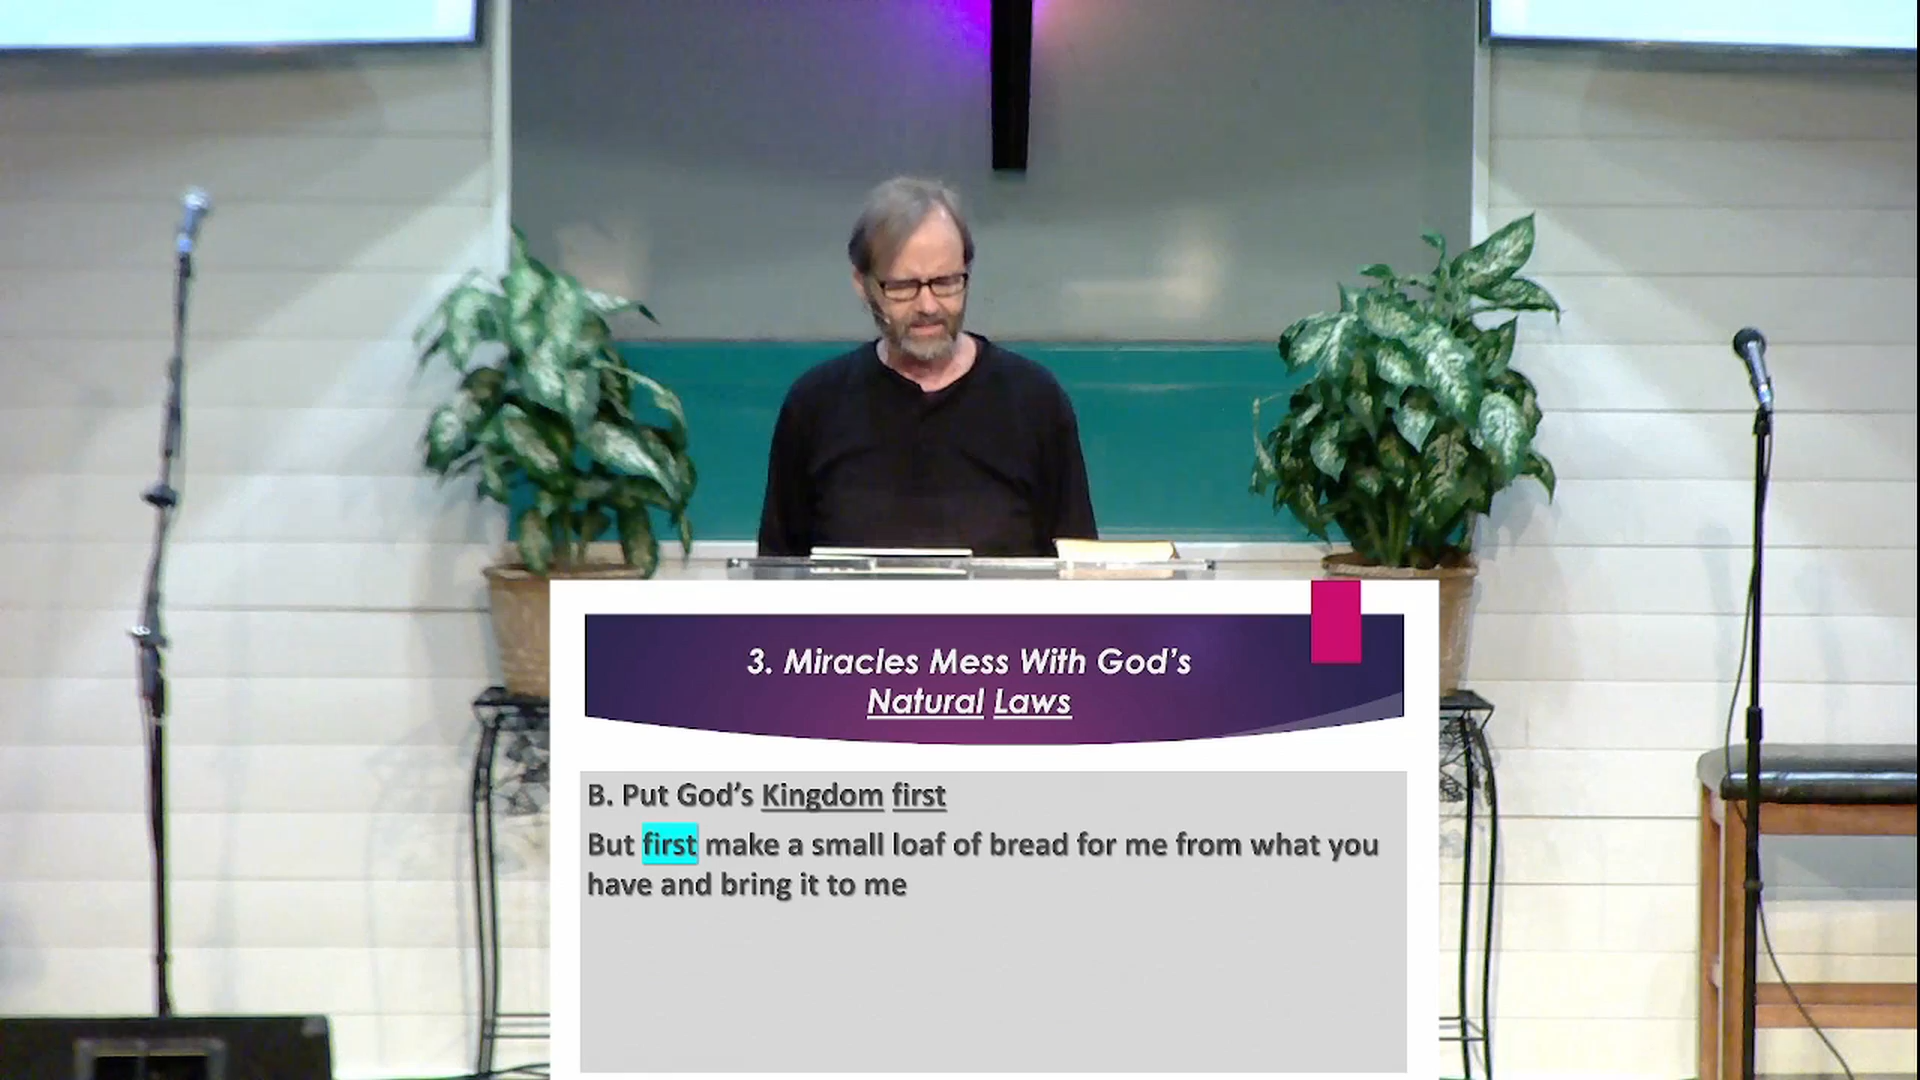 3. Miracles Mess With God's
Natural Laws
B. Put God's Kingdom first
But first make a small loaf of bread for me from what you
have and bring it to me